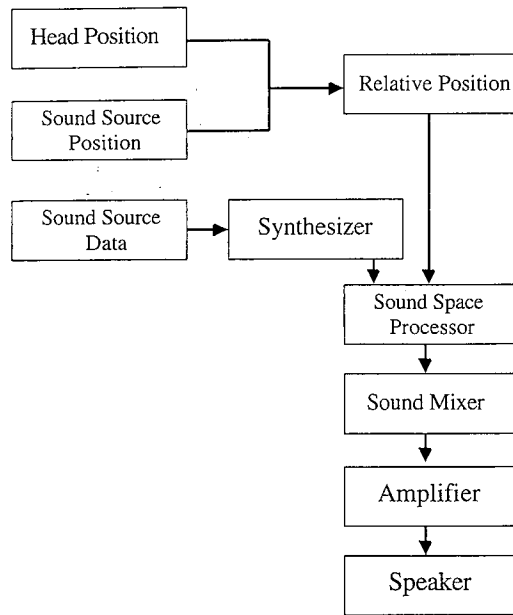 Head Position
Sound Source
Position
Relative Position
Sound Source
Data
Synthesizer
Sound Space
Processor
Sound Mixer
Amplifier
Speaker